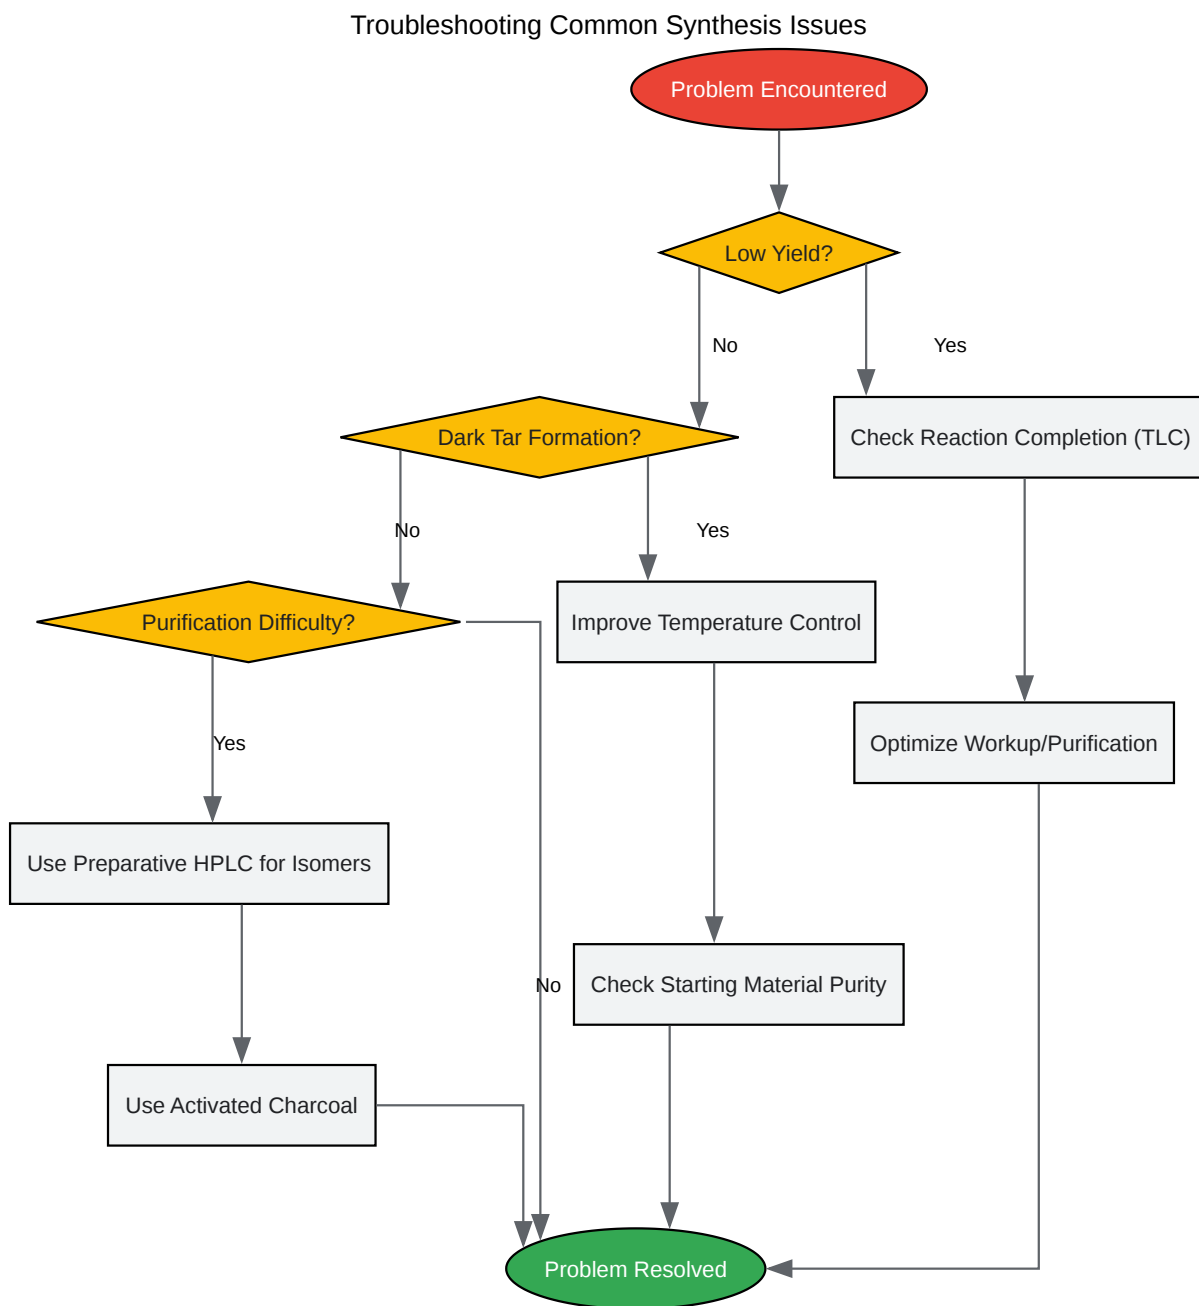 Troubleshooting Common Synthesis Issues
Problem Encountered
Low Yield?
No
Yes
Dark Tar Formation?
Check Reaction Completion (TLC)
No
Yes
Purification Difficulty?
Improve Temperature Control
Yes
Optimize Workup/Purification
Use Preparative HPLC for Isomers
No
Check Starting Material Purity
Use Activated Charcoal
Problem Resolved